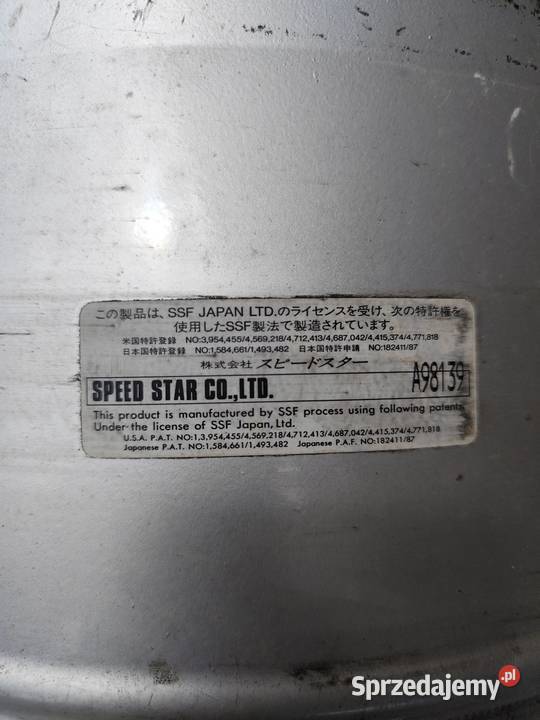 この製品は、SSF JAPAN LTD.のライセンスを受け、次の特許権を
使用したSSF製法で製造されています。
米国特許登録 NO:3,954,455/4,569,218/4,712,413/4,687,042/4,415,374/4,771,818
日本国特許登録 NO:1,584,661/1,493,482 日本国特許申請 NO:182411/87
株式会社 スピードスター
SPEED STAR CO.,LTD. A98139
This product is manufactured by SSF process using following patents
Under the license of SSF Japan, Ltd.
U.S.A. P.A.T. NO:1,3,954,455/4,569,218/4,712,413/4,687,042/4,415,374/4,771,818
Japanese P.A.T. NO:1,584,661/1,493,482 Japanese P.A.F. NO:182411/87
Sprzedajemy.pl